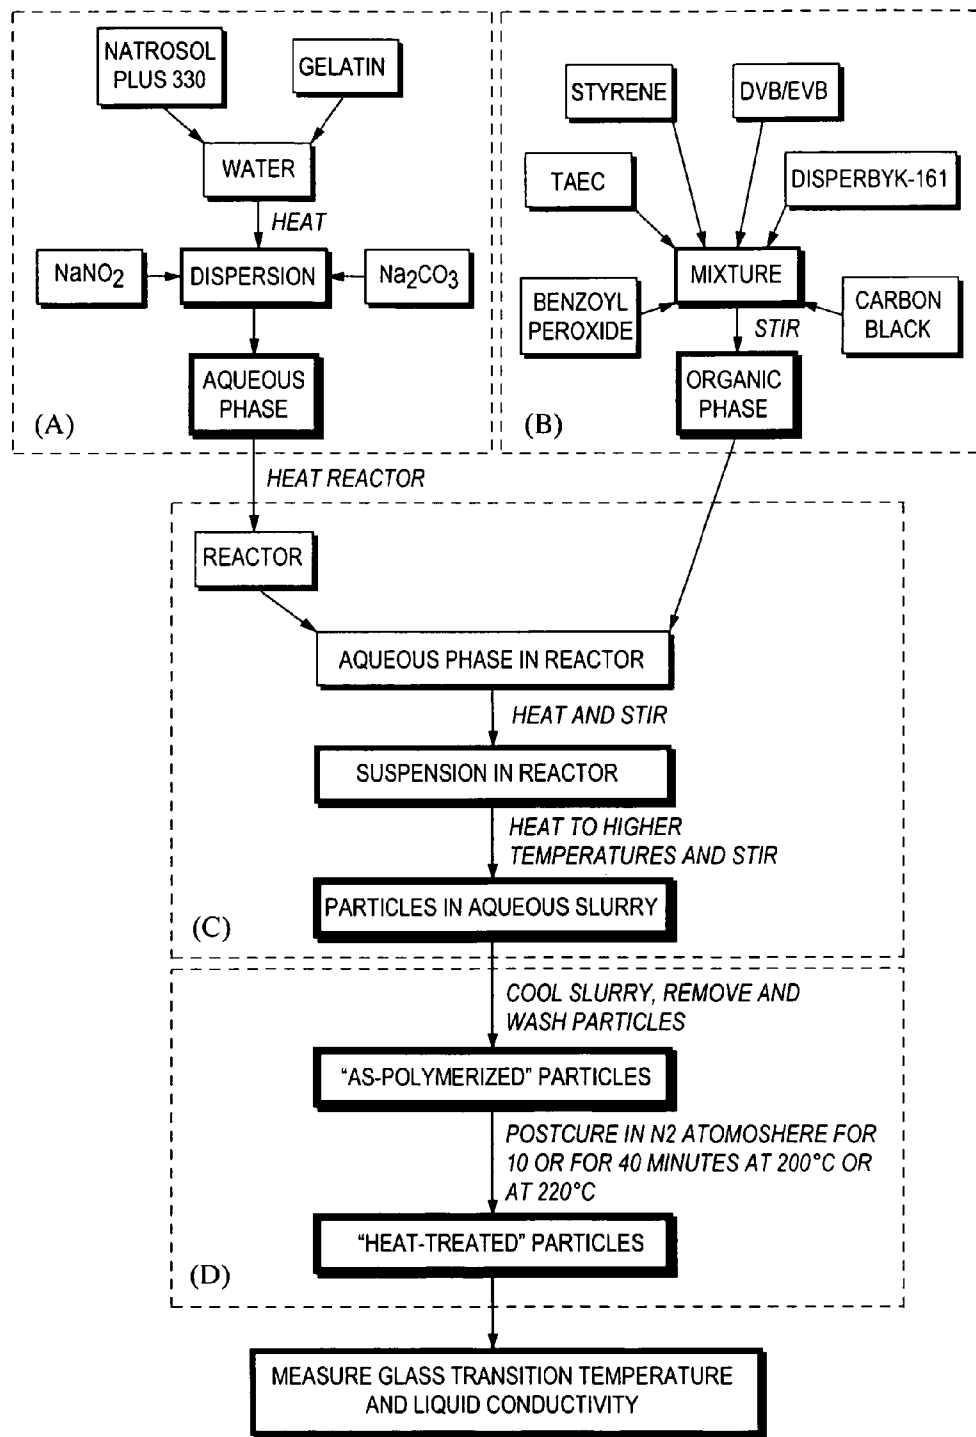 NATROSOL
PLUS 330
GELATIN
WATER
HEAT
NaNO2
DISPERSION
Na2CO3
AQUEOUS
PHASE
(A)
STYRENE
DVB/EVB
TAEC
DISPERBYK-161
MIXTURE
BENZOYL
PEROXIDE
STIR
CARBON
BLACK
ORGANIC
PHASE
(B)
HEAT REACTOR
REACTOR
AQUEOUS PHASE IN REACTOR
HEAT AND STIR
SUSPENSION IN REACTOR
HEAT TO HIGHER
TEMPERATURES AND STIR
PARTICLES IN AQUEOUS SLURRY
(C)
COOL SLURRY, REMOVE AND
WASH PARTICLES
“AS-POLYMERIZED” PARTICLES
POSTCURE IN N2 ATOMOSHERE FOR
10 OR FOR 40 MINUTES AT 200°C OR
AT 220°C
“HEAT-TREATED” PARTICLES
(D)
MEASURE GLASS TRANSITION TEMPERATURE
AND LIQUID CONDUCTIVITY